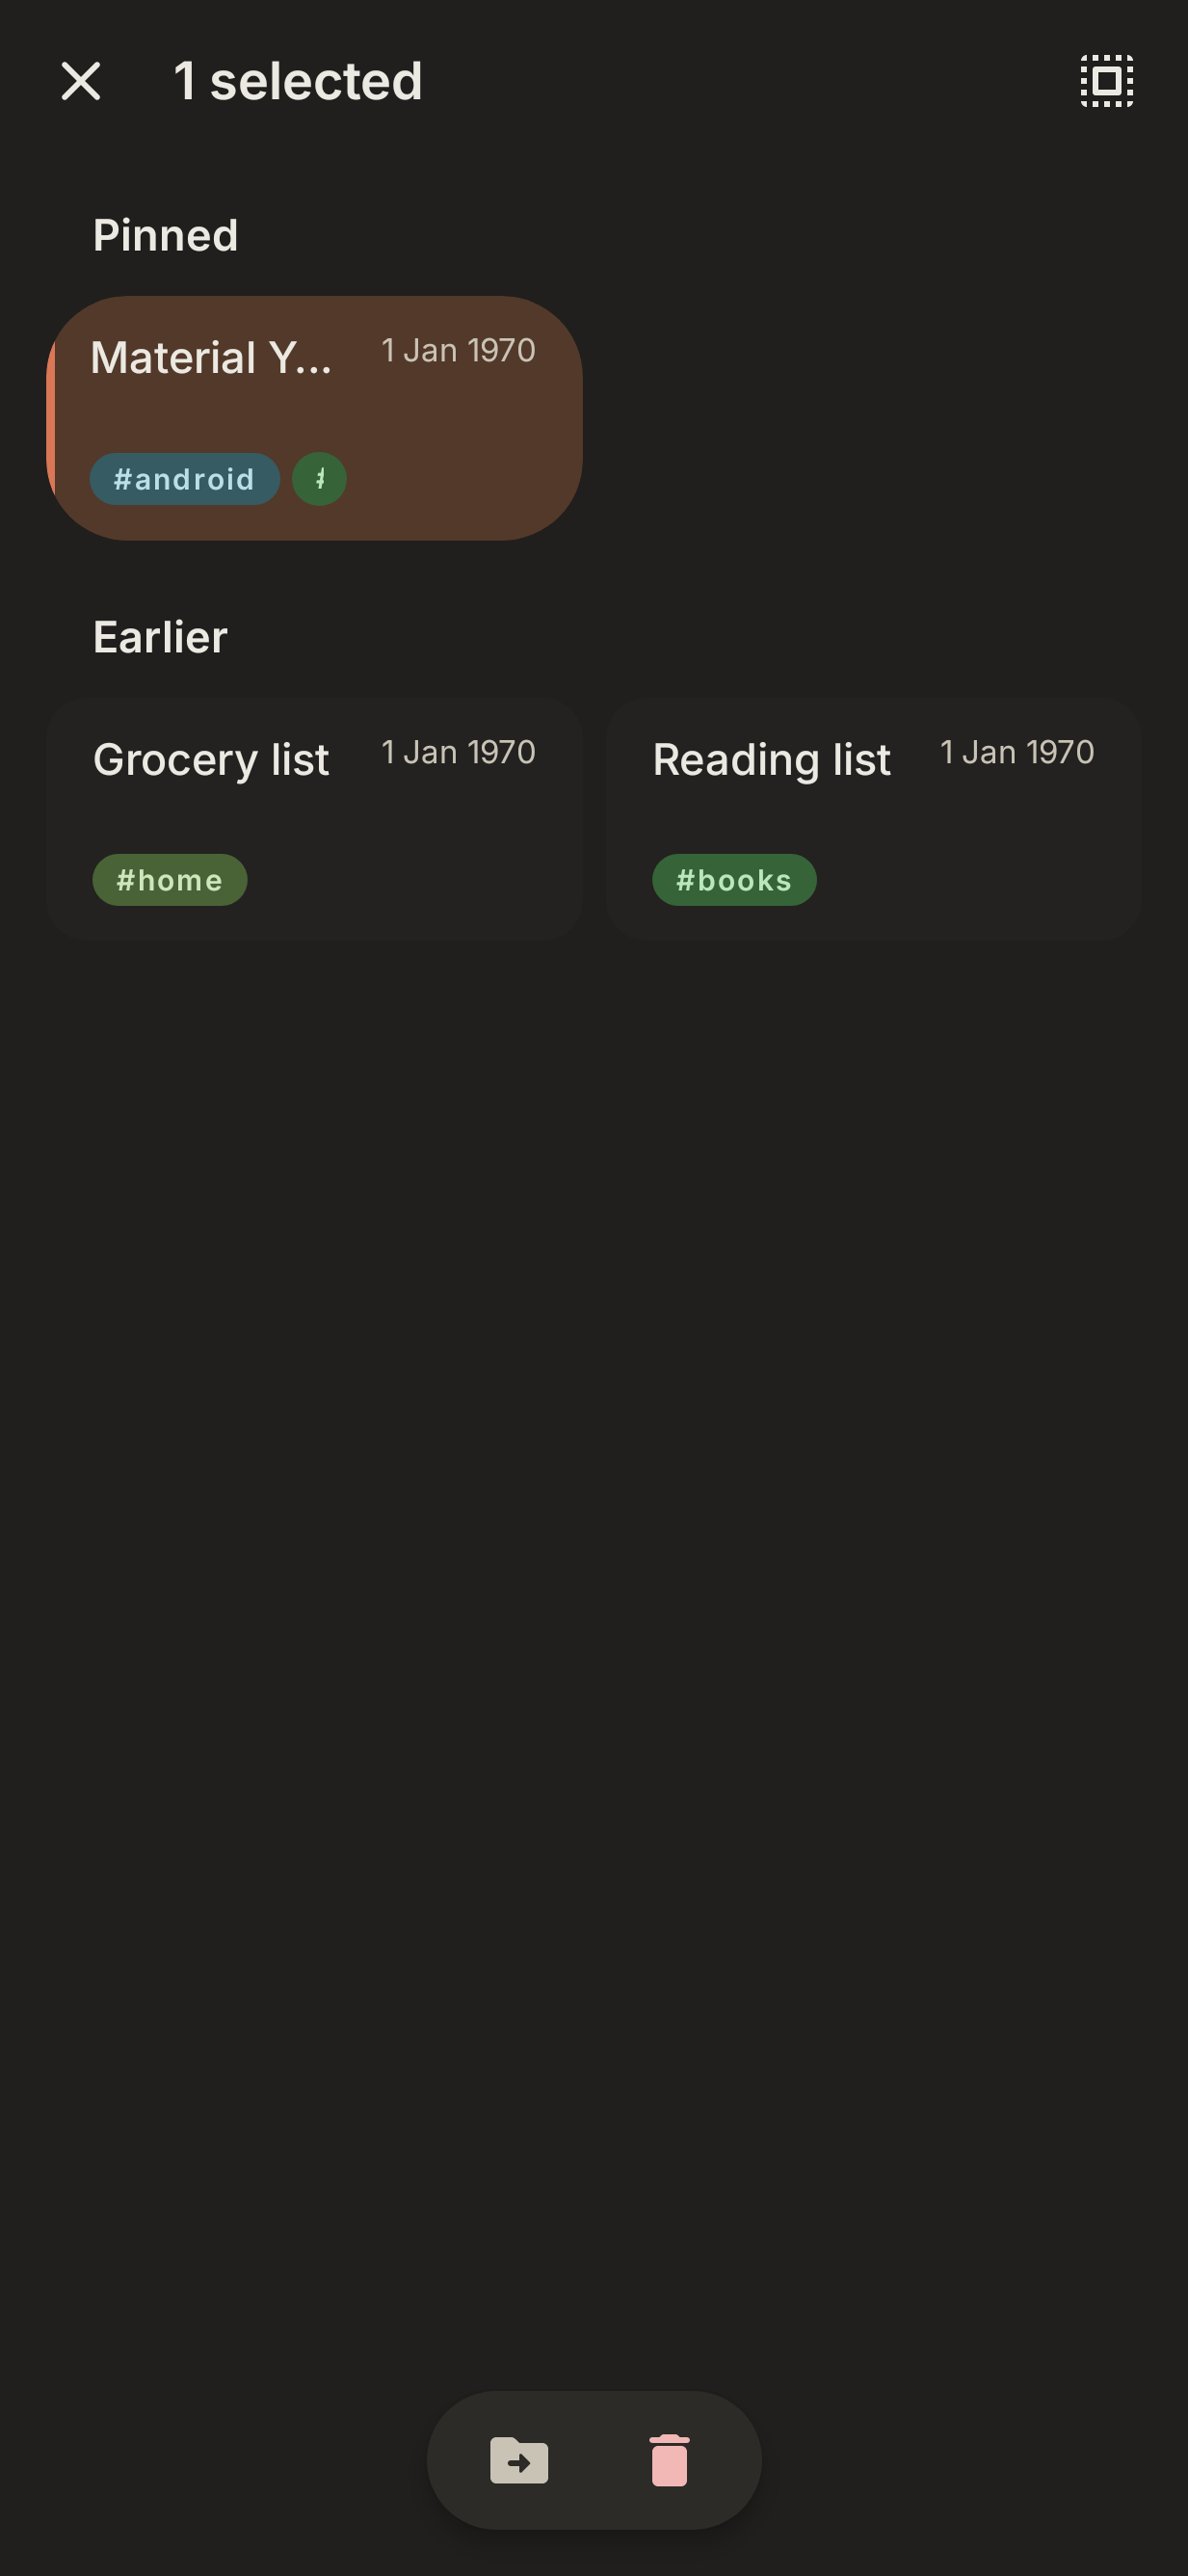 1 selected
Pinned
Material Y...
1 Jan 1970
#android
Earlier
Grocery list
1 Jan 1970
#home
Reading list
1 Jan 1970
#books